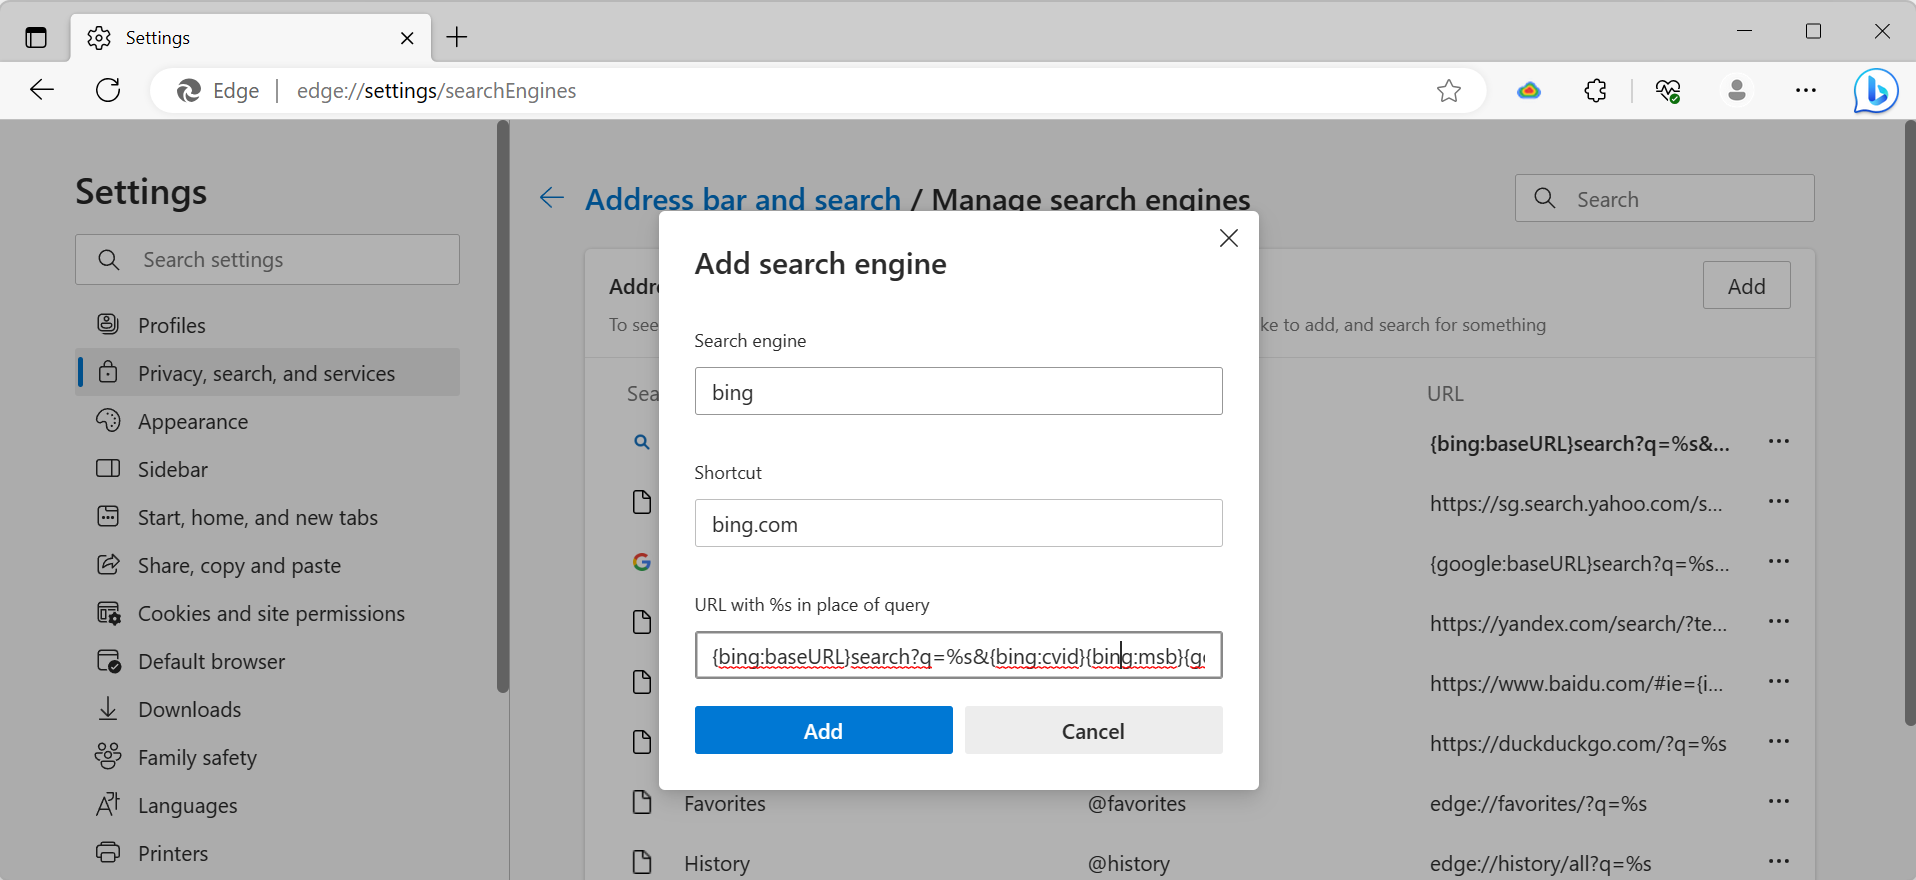 Settings
Edge
edge://settings/searchEngines
Settings
Search settings
Profiles
Privacy, search, and services
Appearance
Sidebar
Start, home, and new tabs
Share, copy and paste
Cookies and site permissions
Default browser
Downloads
Family safety
Languages
Printers
Address bar and search / Manage search engines
Search
Add
ke to add, and search for something
To see
URL
{bing:baseURL}search?q=%s&...
https://sg.search.yahoo.com/s...
{google:baseURL}search?q=%s...
https://yandex.com/search/?te...
https://www.baidu.com/#ie={i...
https://duckduckgo.com/?q=%s
Favorites @favorites edge://favorites/?q=%s
History @history edge://history/all?q=%s
Add search engine
Search engine
bing
Shortcut
bing.com
URL with %s in place of query
{bing:baseURL}search?q=%s&{bing:cvid}{bing:msb}{go
Add
Cancel